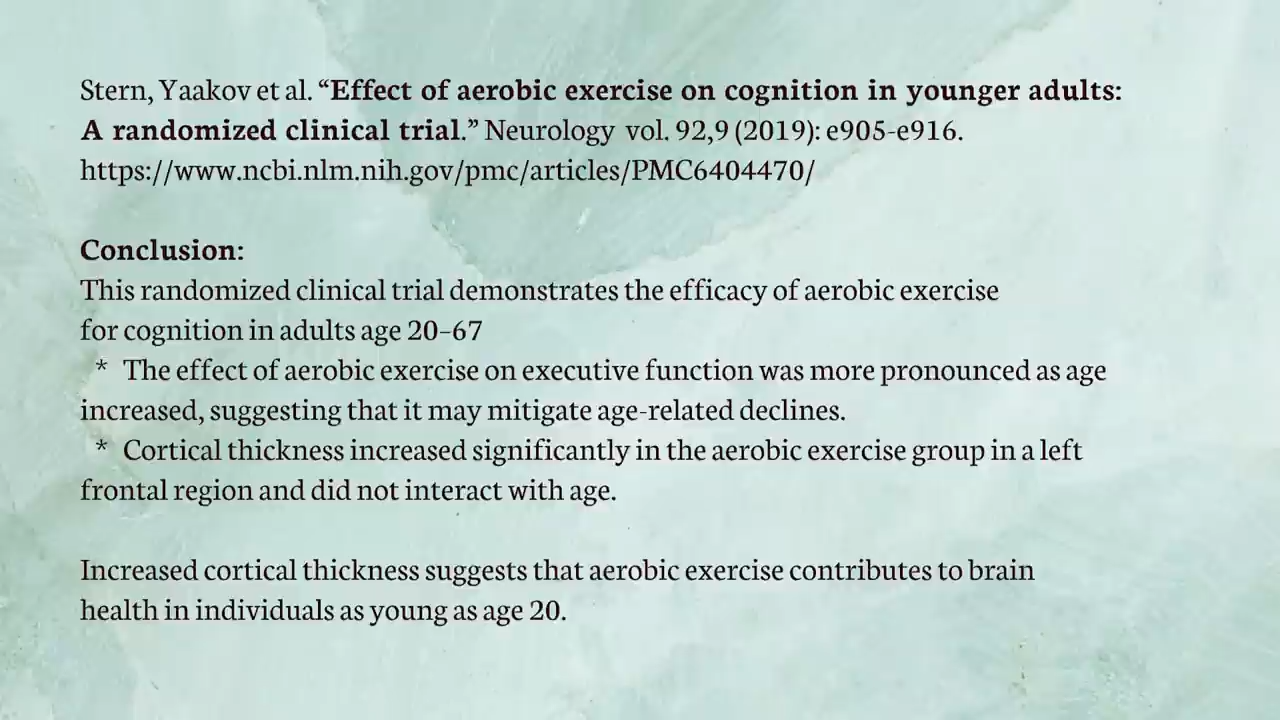 Stern, Yaakov et al. “Effect of aerobic exercise on cognition in younger adults:
A randomized clinical trial.” Neurology vol. 92,9 (2019): e905-e916.
https://www.ncbi.nlm.nih.gov/pmc/articles/PMC6404470/
Conclusion:
This randomized clinical trial demonstrates the efficacy of aerobic exercise
for cognition in adults age 20–67
* The effect of aerobic exercise on executive function was more pronounced as age
increased, suggesting that it may mitigate age-related declines.
* Cortical thickness increased significantly in the aerobic exercise group in a left
frontal region and did not interact with age.
Increased cortical thickness suggests that aerobic exercise contributes to brain
health in individuals as young as age 20.